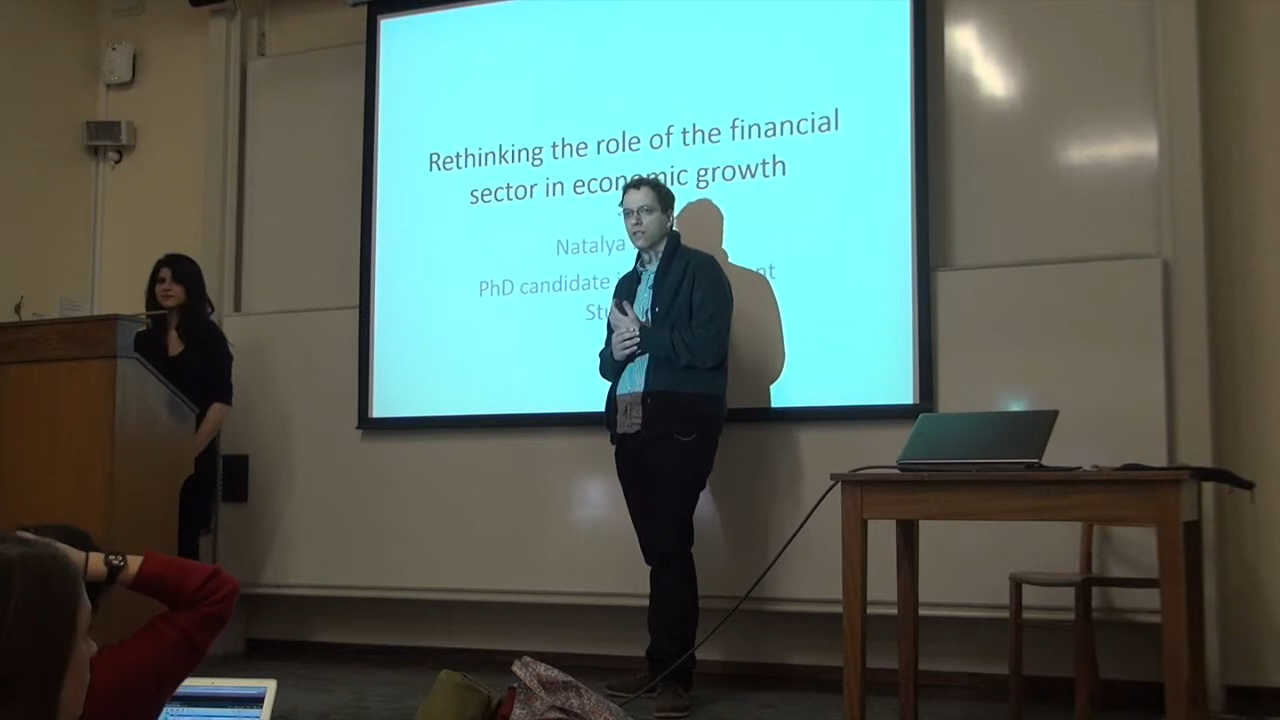 Rethinking the role of the financial
sector in economic growth
Natalya
PhD candidate